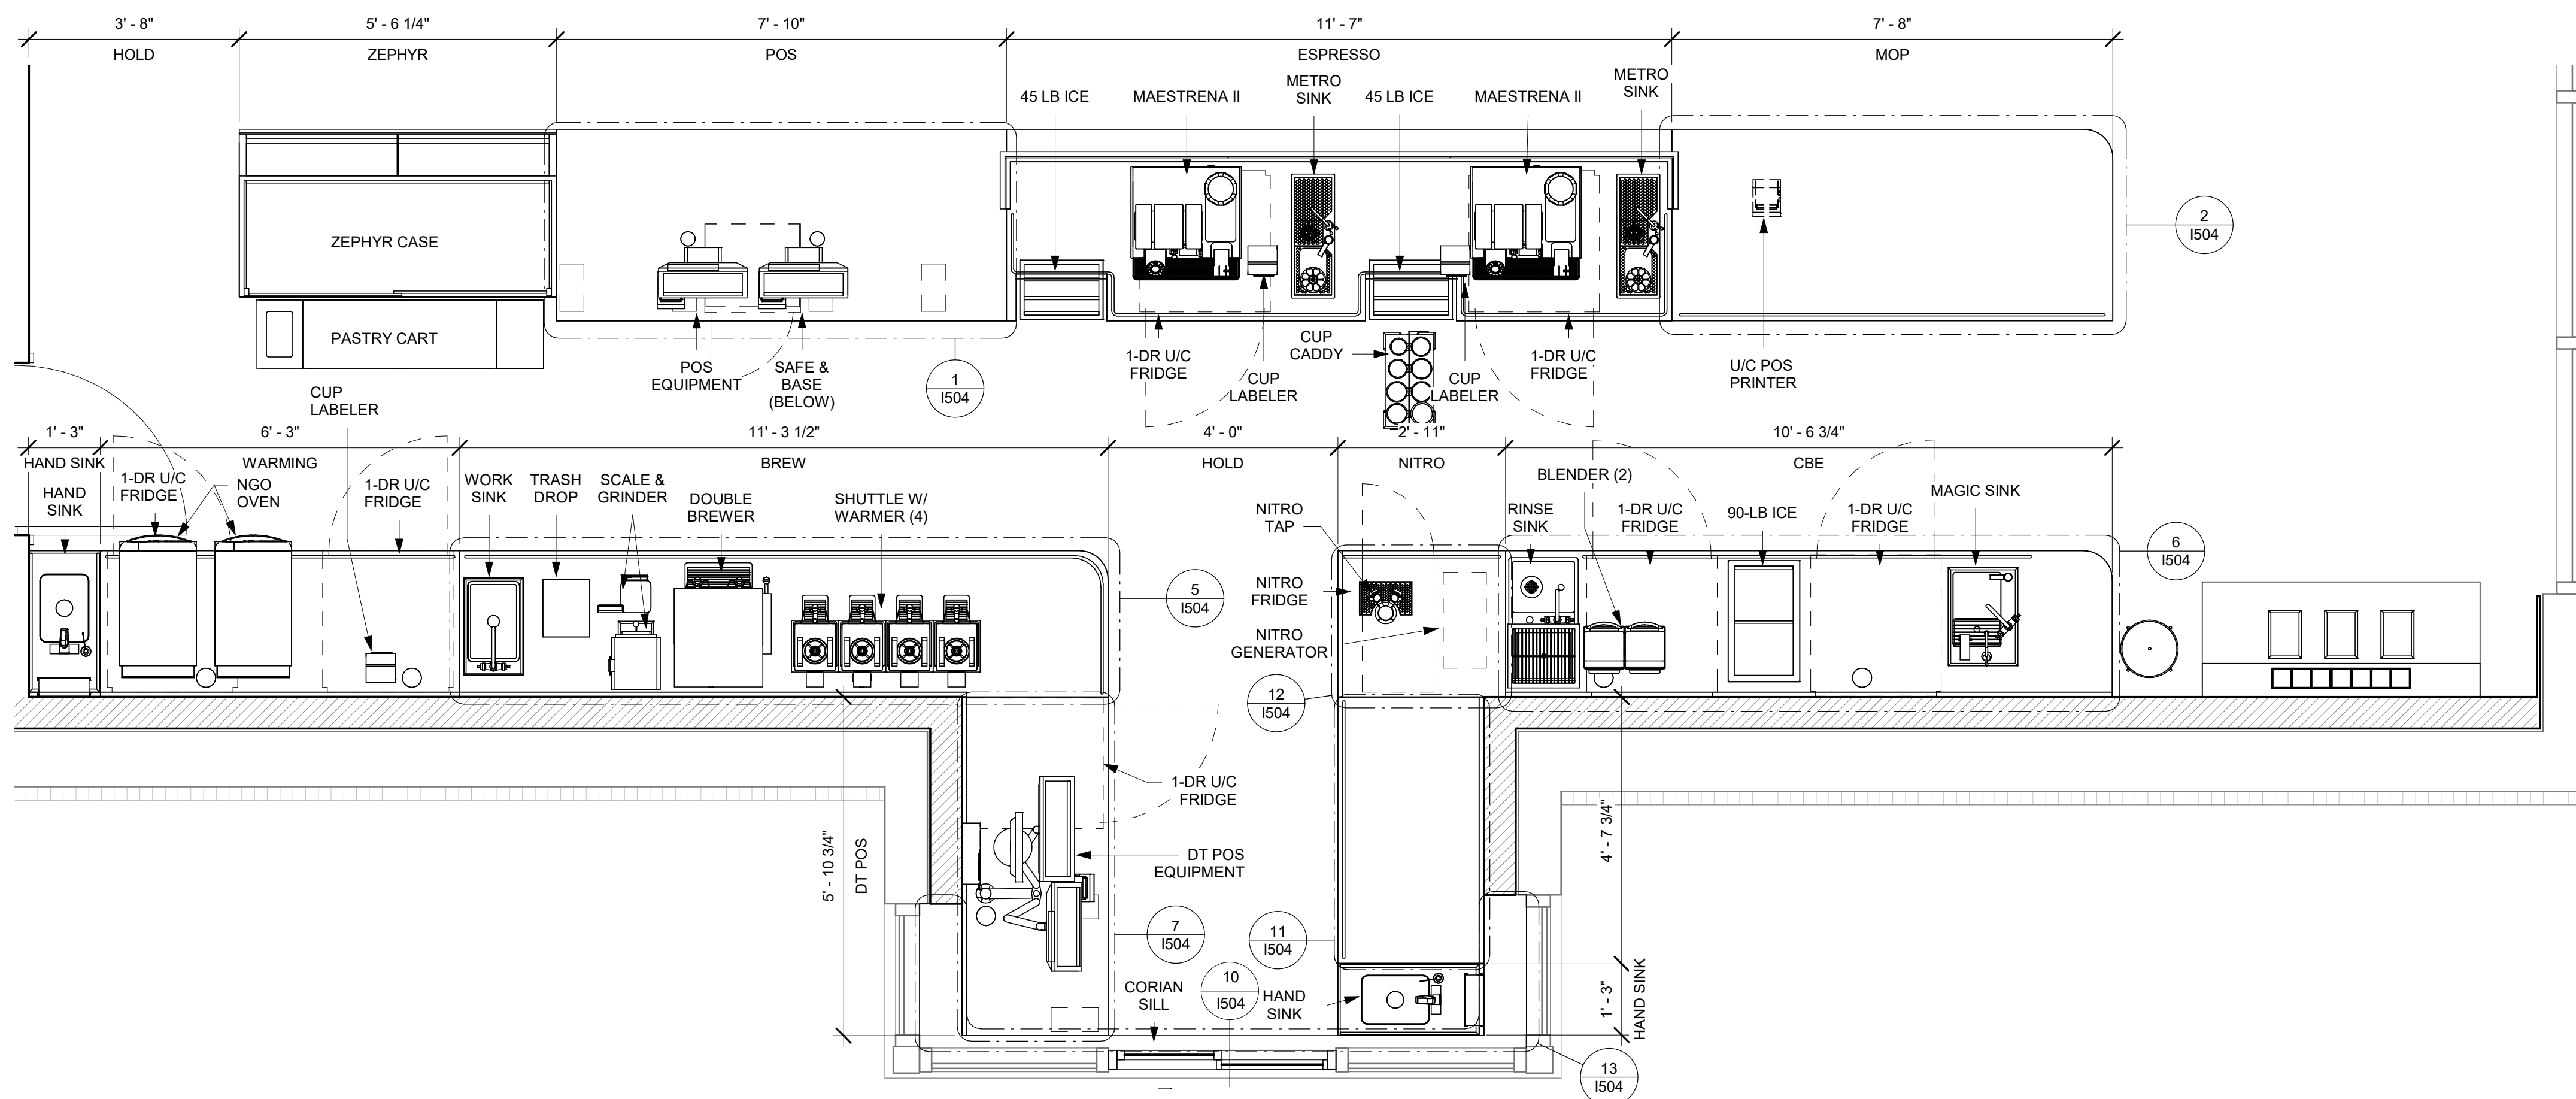 3' - 8"
5' - 6 1/4"
7' - 10"
11' - 7"
7' - 8"
HOLD
ZEPHYR
POS
ESPRESSO
MOP
45 LB ICE
MAESTRENA II
METRO
SINK
45 LB ICE
MAESTRENA II
METRO
SINK
ZEPHYR CASE
PASTRY CART
2
I504
POS
EQUIPMENT
SAFE &
BASE
(BELOW)
1
I504
1-DR U/C
FRIDGE
CUP
LABELER
CUP
CADDY
CUP
LABELER
1-DR U/C
FRIDGE
U/C POS
PRINTER
CUP
LABELER
1' - 3"
6' - 3"
11' - 3 1/2"
4' - 0"
2' - 11"
10' - 6 3/4"
HAND SINK
WARMING
BREW
HOLD
NITRO
CBE
HAND
SINK
1-DR U/C
FRIDGE
NGO
OVEN
1-DR U/C
FRIDGE
WORK
SINK
TRASH
DROP
SCALE &
GRINDER
DOUBLE
BREWER
SHUTTLE W/
WARMER (4)
NITRO
TAP
RINSE
SINK
BLENDER (2)
1-DR U/C
FRIDGE
90-LB ICE
1-DR U/C
FRIDGE
MAGIC SINK
5
I504
6
I504
NITRO
FRIDGE
NITRO
GENERATOR
12
I504
1-DR U/C
FRIDGE
5' - 10 3/4"
DT POS
DT POS
EQUIPMENT
4' - 7 3/4"
7
I504
11
I504
10
I504
CORIAN
SILL
HAND
SINK
1' - 3"
HAND SINK
13
I504